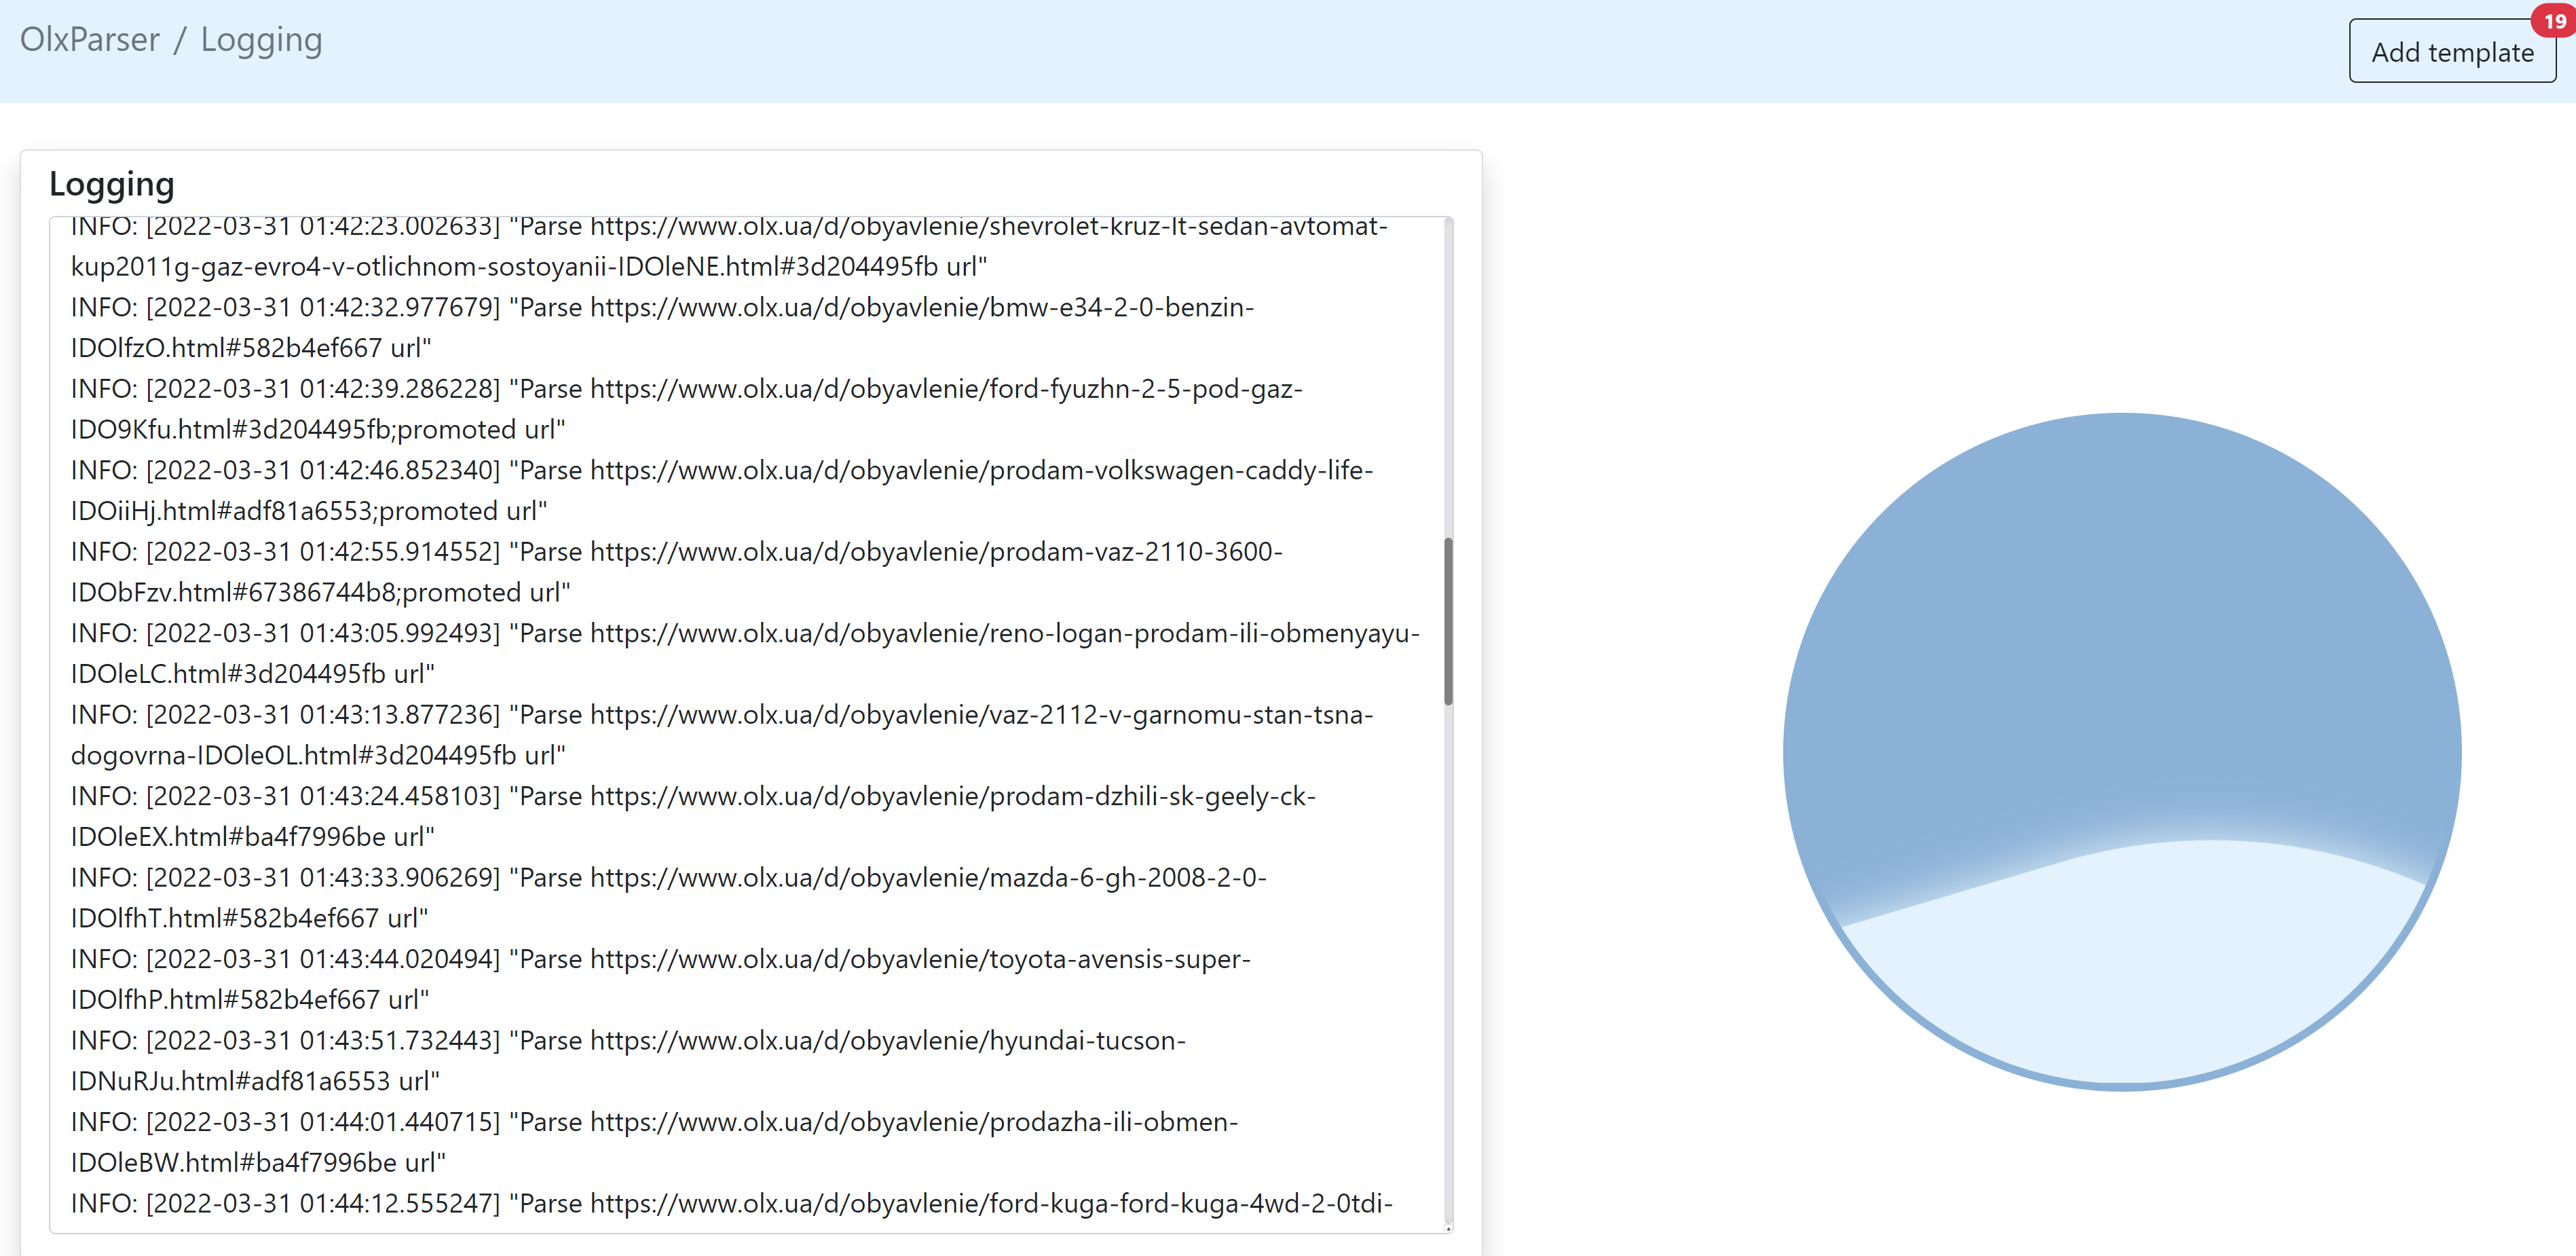 OlxParser / Logging
19
Add template
Logging
INFO: [2022-03-31 01:42:23.002633] "Parse https://www.olx.ua/d/obyavlenie/shevrolet-kruz-lt-sedan-avtomat-
kup2011g-gaz-evro4-v-otlichnom-sostoyanii-IDOleNE.html#3d204495fb url"
INFO: [2022-03-31 01:42:32.977679] "Parse https://www.olx.ua/d/obyavlenie/bmw-e34-2-0-benzin-
IDOlfzO.html#582b4ef667 url"
INFO: [2022-03-31 01:42:39.286228] "Parse https://www.olx.ua/d/obyavlenie/ford-fyuzhn-2-5-pod-gaz-
IDO9Kfu.html#3d204495fb;promoted url"
INFO: [2022-03-31 01:42:46.852340] "Parse https://www.olx.ua/d/obyavlenie/prodam-volkswagen-caddy-life-
IDOiiHj.html#adf81a6553;promoted url"
INFO: [2022-03-31 01:42:55.914552] "Parse https://www.olx.ua/d/obyavlenie/prodam-vaz-2110-3600-
IDObFzv.html#67386744b8;promoted url"
INFO: [2022-03-31 01:43:05.992493] "Parse https://www.olx.ua/d/obyavlenie/reno-logan-prodam-ili-obmenyayu-
IDOleLC.html#3d204495fb url"
INFO: [2022-03-31 01:43:13.877236] "Parse https://www.olx.ua/d/obyavlenie/vaz-2112-v-garnomu-stan-tsna-
dogovrna-IDOleOL.html#3d204495fb url"
INFO: [2022-03-31 01:43:24.458103] "Parse https://www.olx.ua/d/obyavlenie/prodam-dzhili-sk-geely-ck-
IDOleEX.html#ba4f7996be url"
INFO: [2022-03-31 01:43:33.906269] "Parse https://www.olx.ua/d/obyavlenie/mazda-6-gh-2008-2-0-
IDOlfhT.html#582b4ef667 url"
INFO: [2022-03-31 01:43:44.020494] "Parse https://www.olx.ua/d/obyavlenie/toyota-avensis-super-
IDOlfhP.html#582b4ef667 url"
INFO: [2022-03-31 01:43:51.732443] "Parse https://www.olx.ua/d/obyavlenie/hyundai-tucson-
IDNuRJu.html#adf81a6553 url"
INFO: [2022-03-31 01:44:01.440715] "Parse https://www.olx.ua/d/obyavlenie/prodazha-ili-obmen-
IDOleBW.html#ba4f7996be url"
INFO: [2022-03-31 01:44:12.555247] "Parse https://www.olx.ua/d/obyavlenie/ford-kuga-ford-kuga-4wd-2-0tdi-